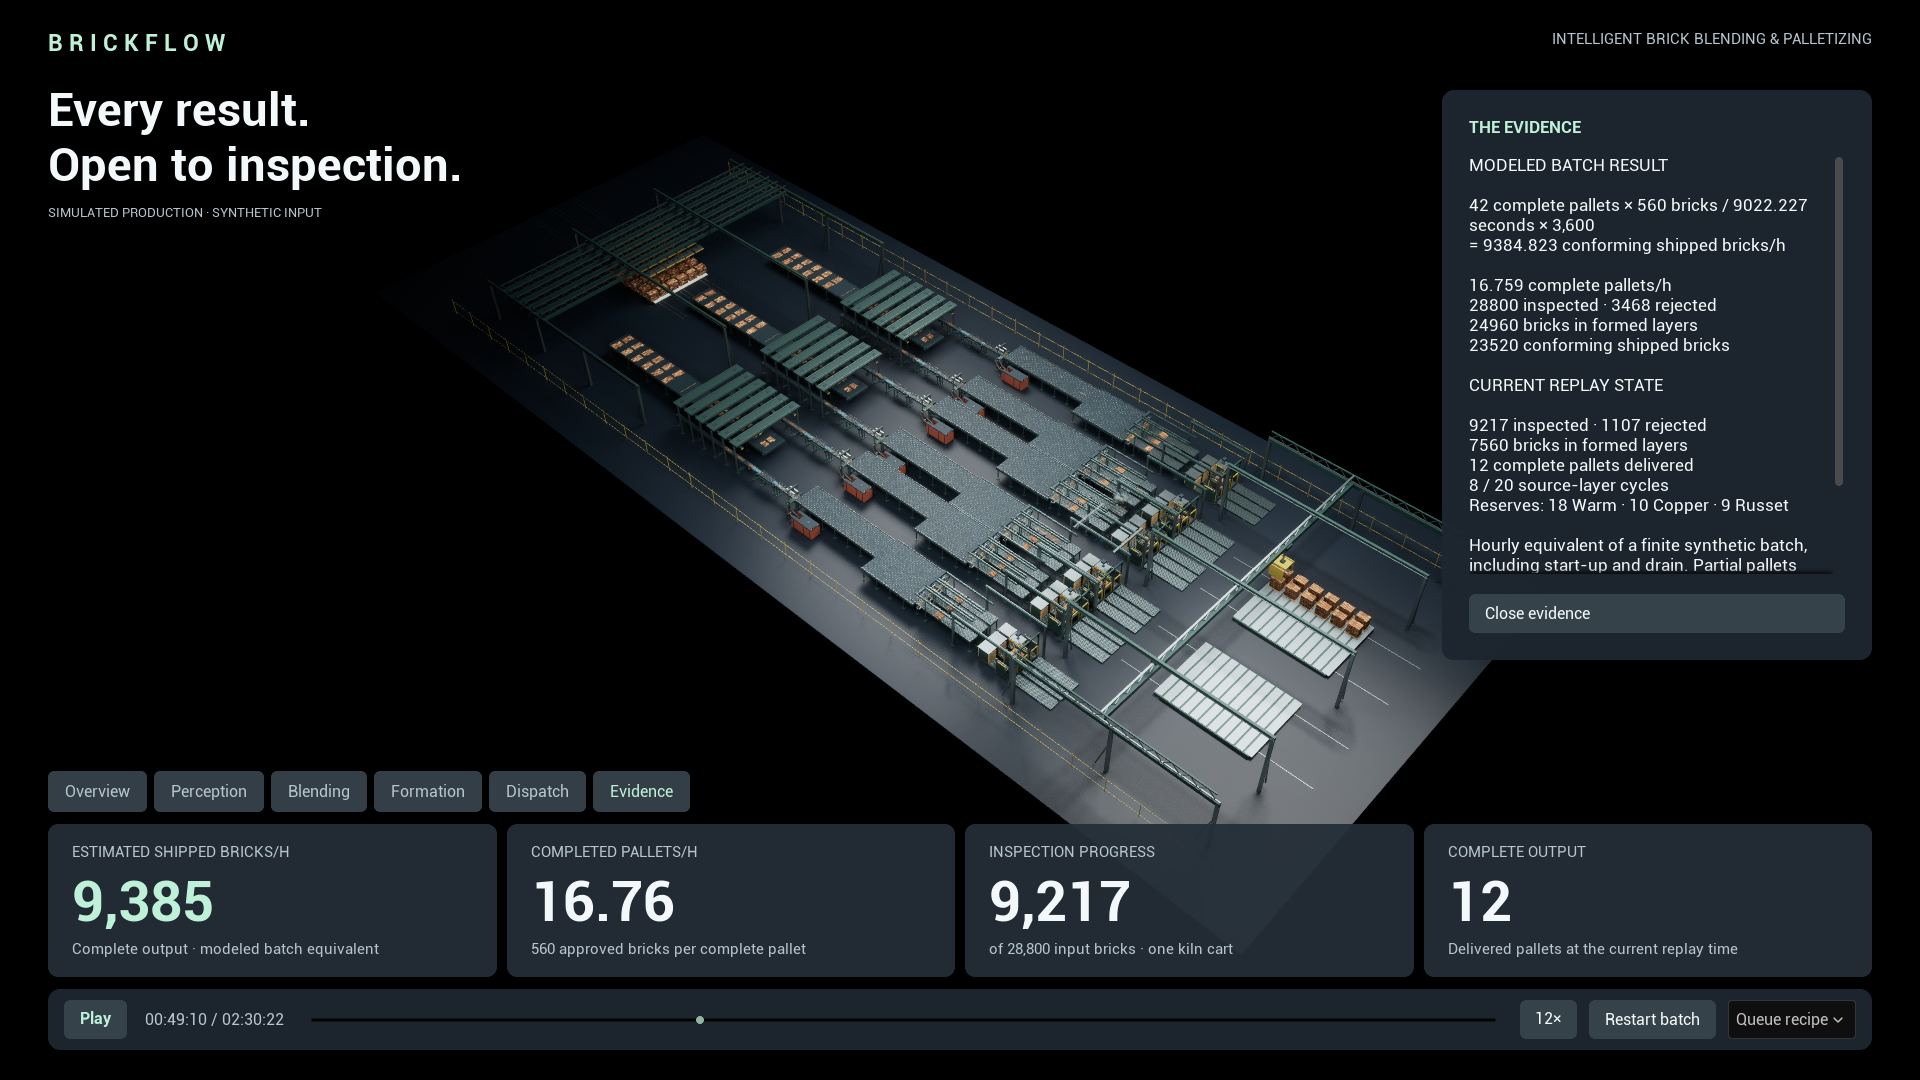 BRICKFLOW
INTELLIGENT BRICK BLENDING & PALLETIZING
Every result.
Open to inspection.
SIMULATED PRODUCTION · SYNTHETIC INPUT
THE EVIDENCE
MODELED BATCH RESULT
42 complete pallets × 560 bricks / 9022.227
seconds × 3,600
= 9384.823 conforming shipped bricks/h
16.759 complete pallets/h
28800 inspected · 3468 rejected
24960 bricks in formed layers
23520 conforming shipped bricks
CURRENT REPLAY STATE
9217 inspected · 1107 rejected
7560 bricks in formed layers
12 complete pallets delivered
8 / 20 source-layer cycles
Reserves: 18 Warm · 10 Copper · 9 Russet
Hourly equivalent of a finite synthetic batch,
including start-up and drain. Partial pallets
Close evidence
Overview
Perception
Blending
Formation
Dispatch
Evidence
ESTIMATED SHIPPED BRICKS/H
9,385
Complete output · modeled batch equivalent
COMPLETED PALLETS/H
16.76
560 approved bricks per complete pallet
INSPECTION PROGRESS
9,217
of 28,800 input bricks · one kiln cart
COMPLETE OUTPUT
12
Delivered pallets at the current replay time
Play
00:49:10 / 02:30:22
12×
Restart batch
Queue recipe